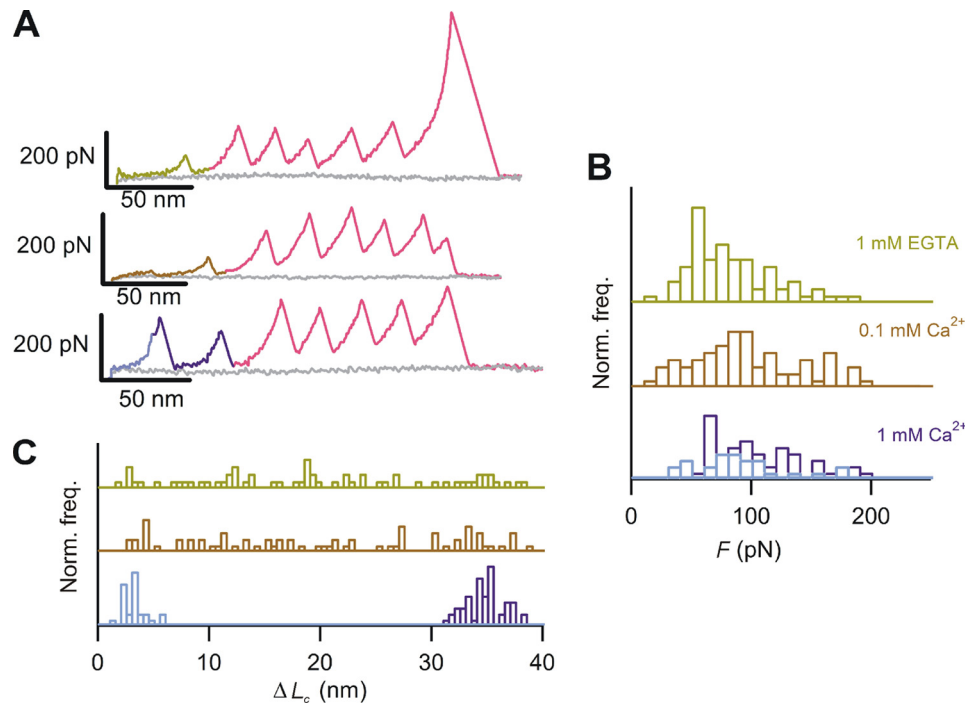 A
200 pN
50 nm
200 pN
50 nm
200 pN
50 nm
B
1 mM EGTA
0.1 mM Ca2+
1 mM Ca2+
Norm. freq.
0 100 200
F (pN)
C
Norm. freq.
0 10 20 30 40
Δ Lc (nm)